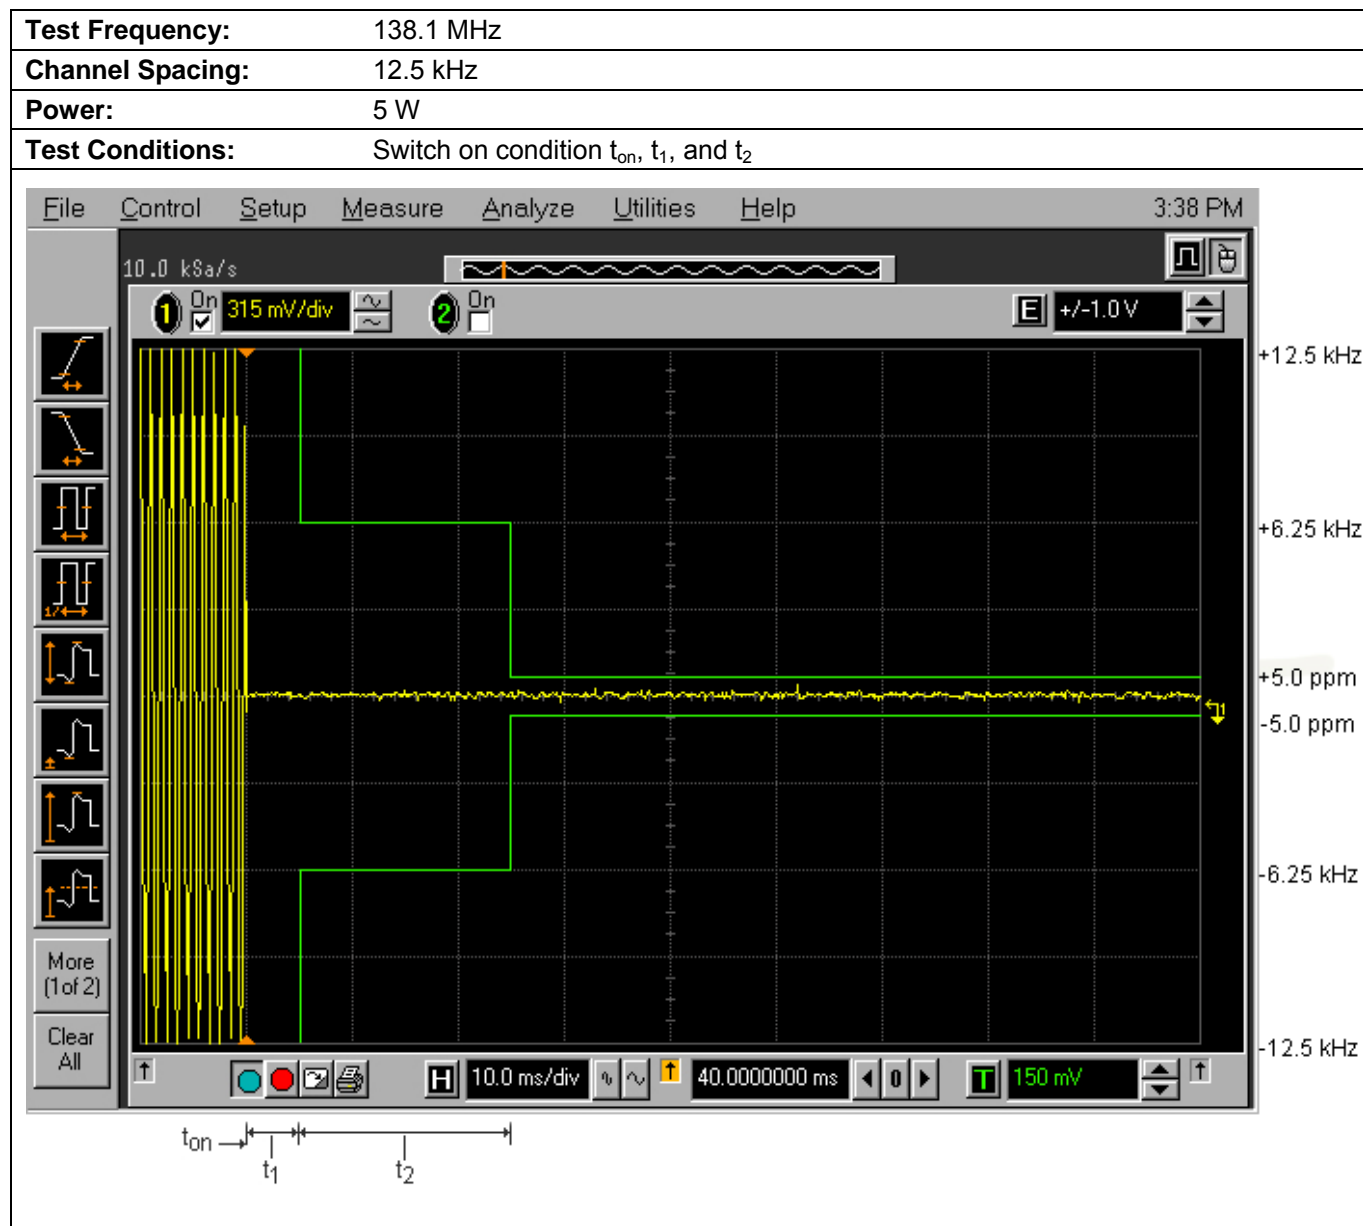 Test Frequency: 138.1 MHz
Channel Spacing: 12.5 kHz
Power: 5 W
Test Conditions: Switch on condition ton, t1, and t2
File Control Setup Measure Analyze Utilities Help 3:38 PM
10.0 kSa/s
1 On 315 mV/div 2 On E +/-1.0 V
+12.5 kHz
+6.25 kHz
1/
+5.0 ppm
1
-5.0 ppm
-6.25 kHz
More
(1of 2)
Clear
All
-12.5 kHz
H 10.0 ms/div 40.0000000 ms 0 T 150 mV
ton
t1 t2